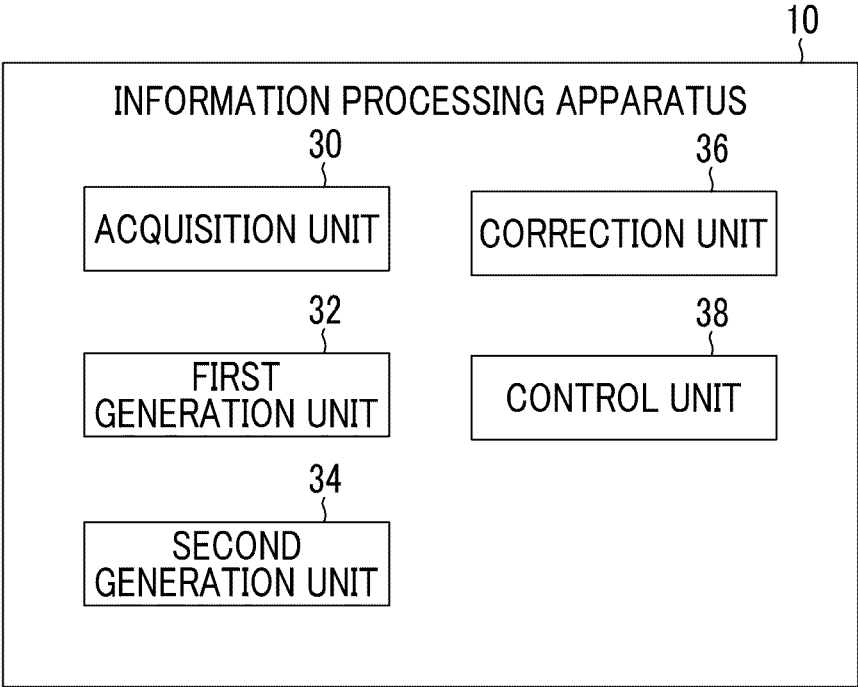 10
INFORMATION PROCESSING APPARATUS
30
ACQUISITION UNIT
32
FIRST
GENERATION UNIT
34
SECOND
GENERATION UNIT
36
CORRECTION UNIT
38
CONTROL UNIT